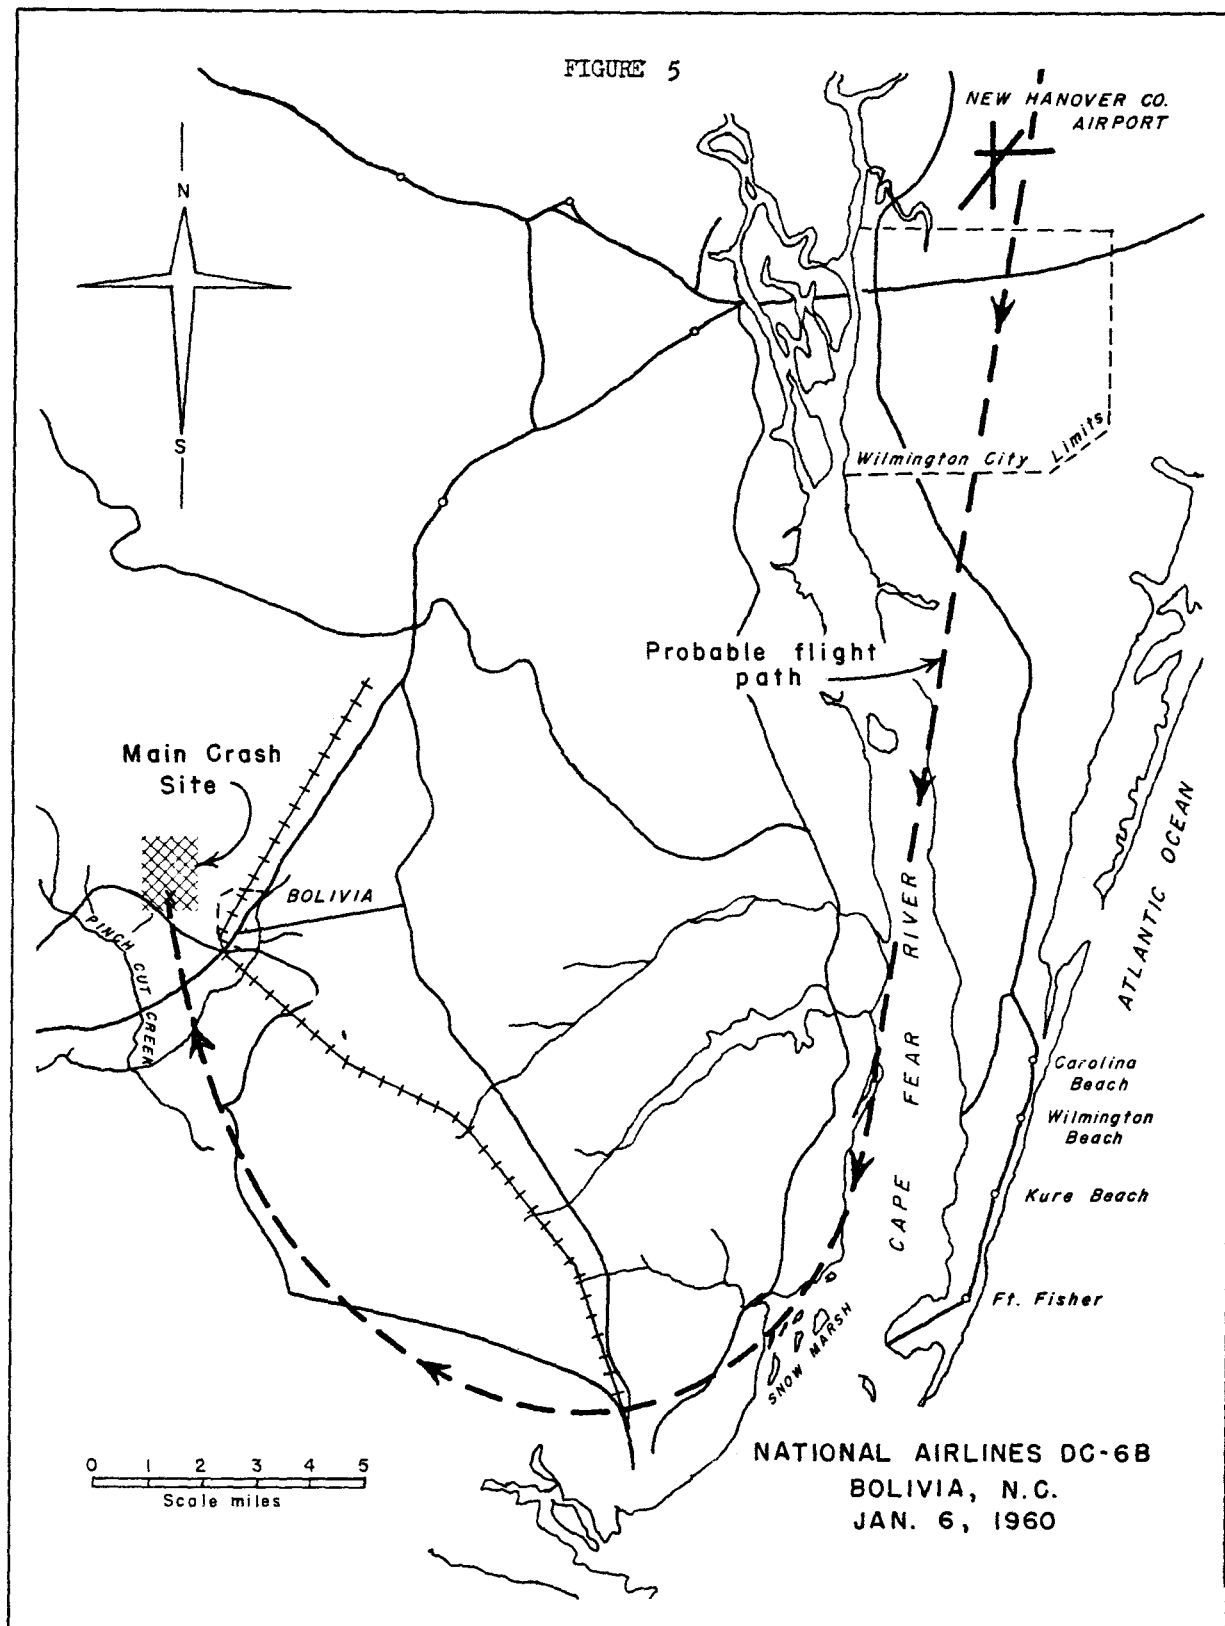 FIGURE 5
NEW HANOVER CO.
AIRPORT
N
S
Wilmington City Limits
Probable flight
path
Main Crash
Site
BOLIVIA
PINCH GUT CREEK
CAPE FEAR RIVER
ATLANTIC OCEAN
Carolina
Beach
Wilmington
Beach
Kure Beach
Ft. Fisher
SNOW MARSH
0 1 2 3 4 5
Scale miles
NATIONAL AIRLINES DC-6B
BOLIVIA, N.C.
JAN. 6, 1960